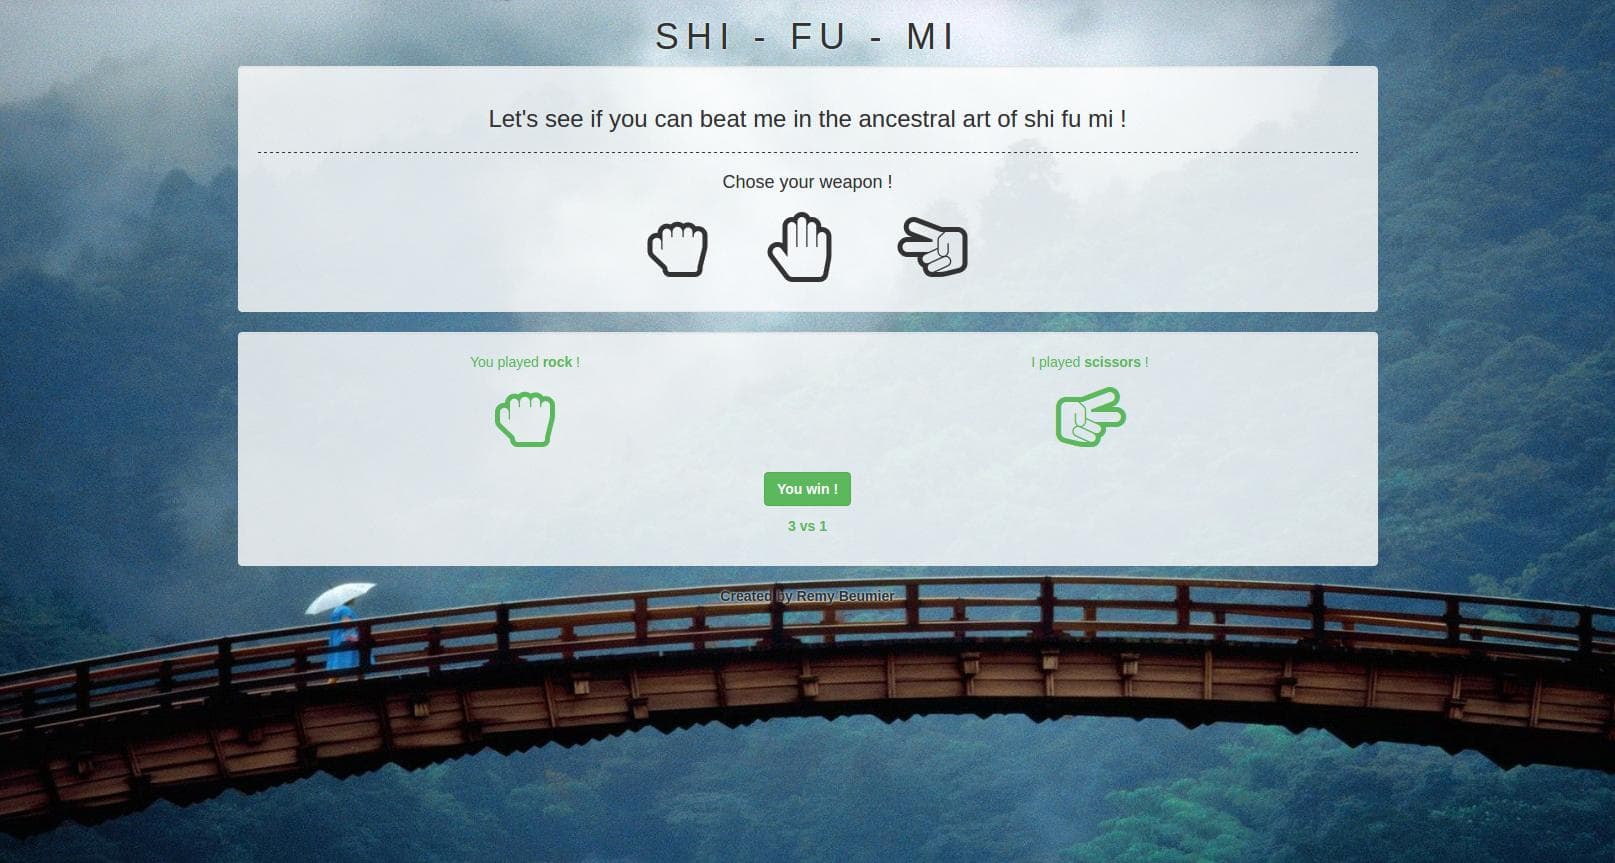 SHI - FU - MI
Let's see if you can beat me in the ancestral art of shi fu mi !
Chose your weapon !
You played rock !
I played scissors !
You win !
3 vs 1
Created by Remy Beumier